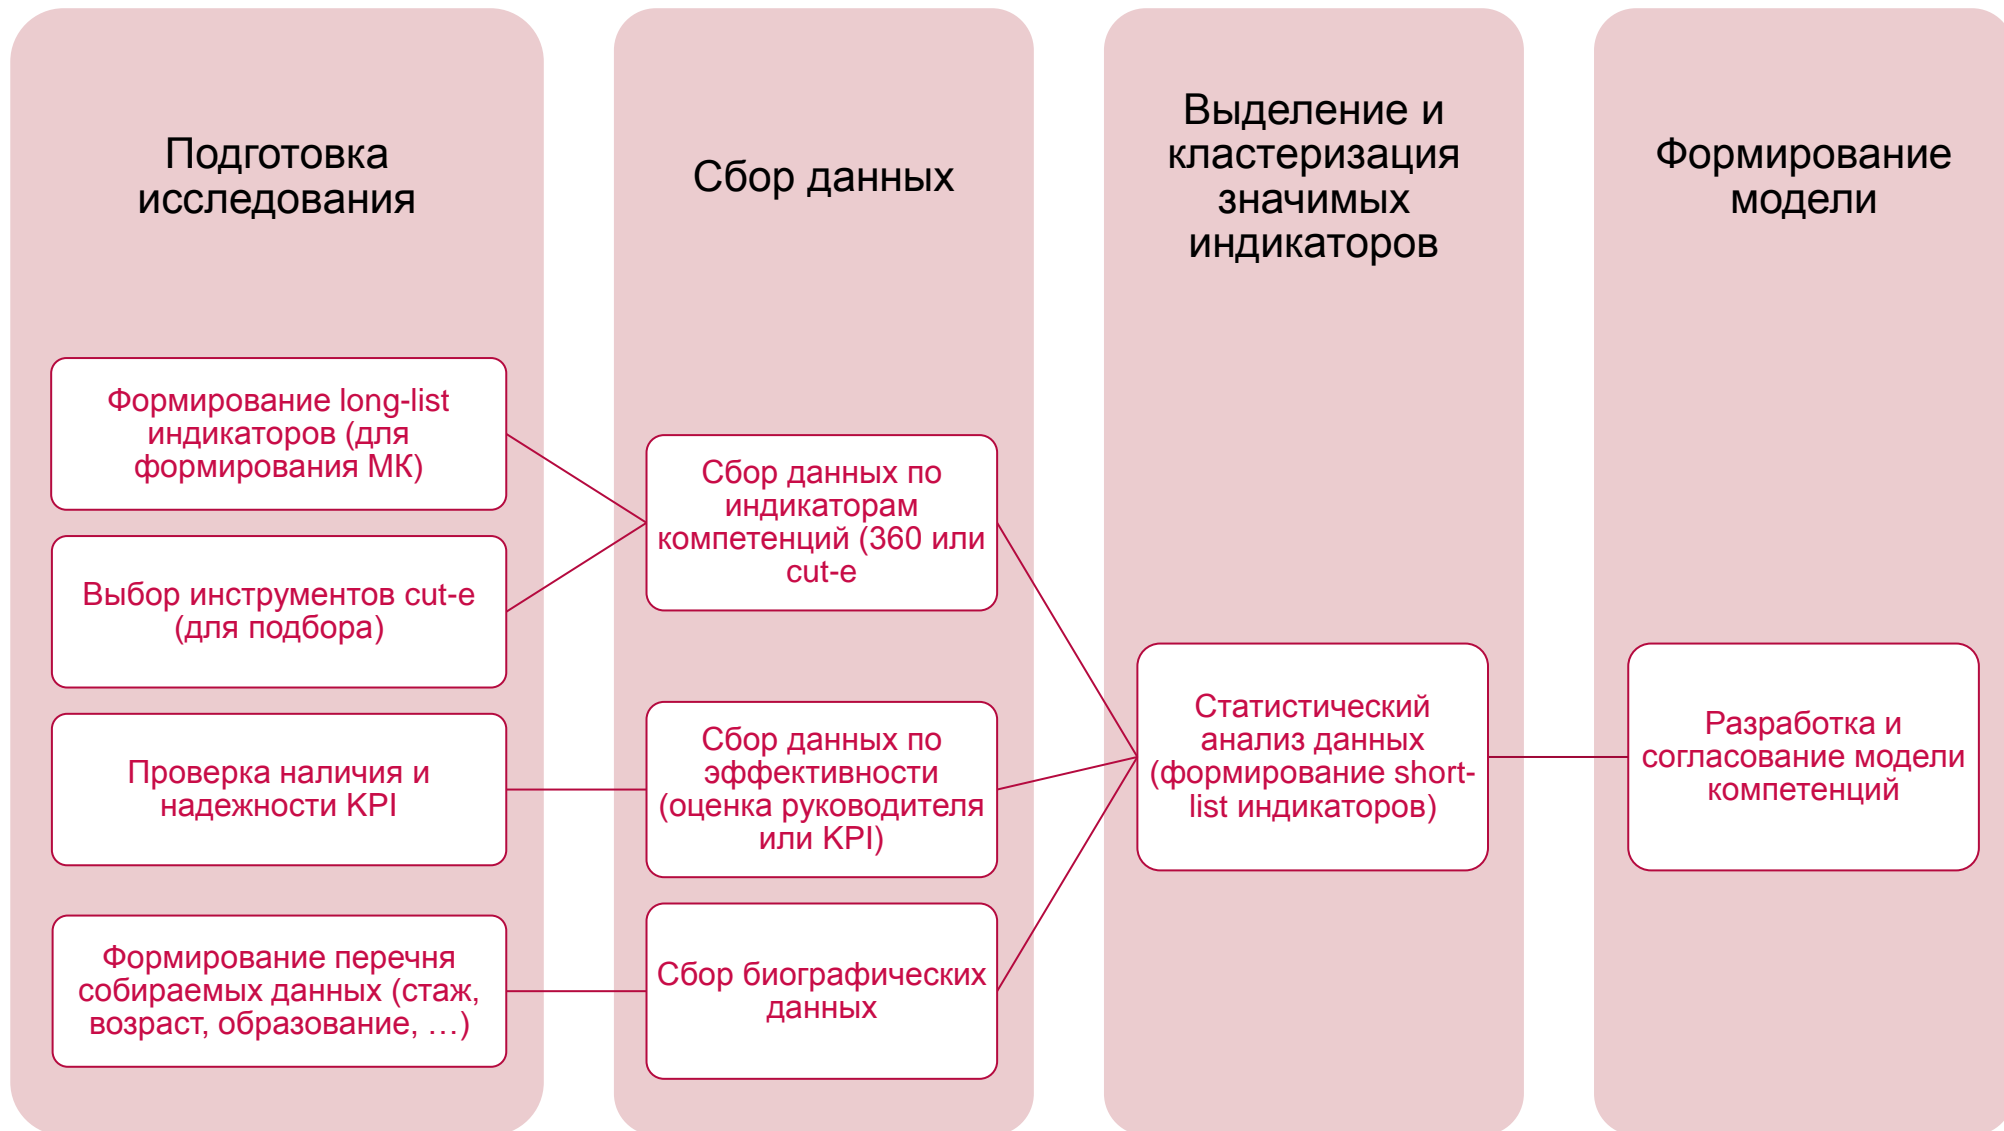 Подготовка
исследования
Формирование long-list
индикаторов (для
формирования МК)
Выбор инструментов cut-e
(для подбора)
Проверка наличия и
надежности KPI
Формирование перечня
собираемых данных (стаж,
возраст, образование, …)
Сбор данных
Сбор данных по
индикаторам
компетенций (360 или
cut-e
Сбор данных по
эффективности
(оценка руководителя
или KPI)
Сбор биографических
данных
Выделение и
кластеризация
значимых
индикаторов
Статистический
анализ данных
(формирование short-
list индикаторов)
Формирование
модели
Разработка и
согласование модели
компетенций